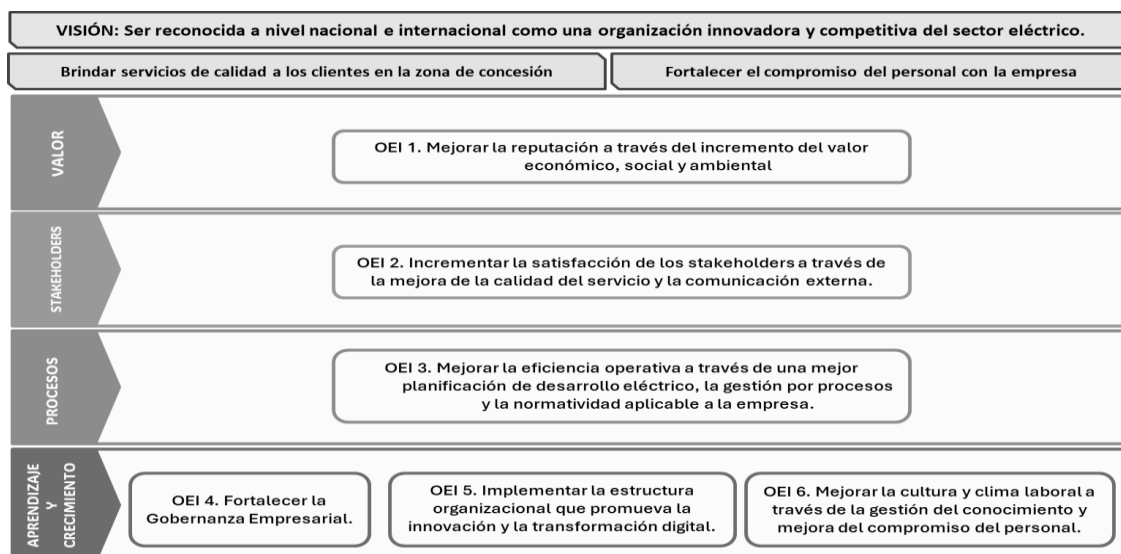 VISIÓN: Ser reconocida a nivel nacional e internacional como una organización innovadora y competitiva del sector eléctrico.
Brindar servicios de calidad a los clientes en la zona de concesión
Fortalecer el compromiso del personal con la empresa
VALOR
OEI 1. Mejorar la reputación a través del incremento del valor
económico, social y ambiental
STAKEHOLDERS
OEI 2. Incrementar la satisfacción de los stakeholders a través de
la mejora de la calidad del servicio y la comunicación externa.
PROCESOS
OEI 3. Mejorar la eficiencia operativa a través de una mejor
planificación de desarrollo eléctrico, la gestión por procesos
y la normatividad aplicable a la empresa.
APRENDIZAJE
Y
CRECIMIENTO
OEI 4. Fortalecer la
Gobernanza Empresarial.
OEI 5. Implementar la estructura
organizacional que promueva la
innovación y la transformación digital.
OEI 6. Mejorar la cultura y clima laboral a
través de la gestión del conocimiento y
mejora del compromiso del personal.